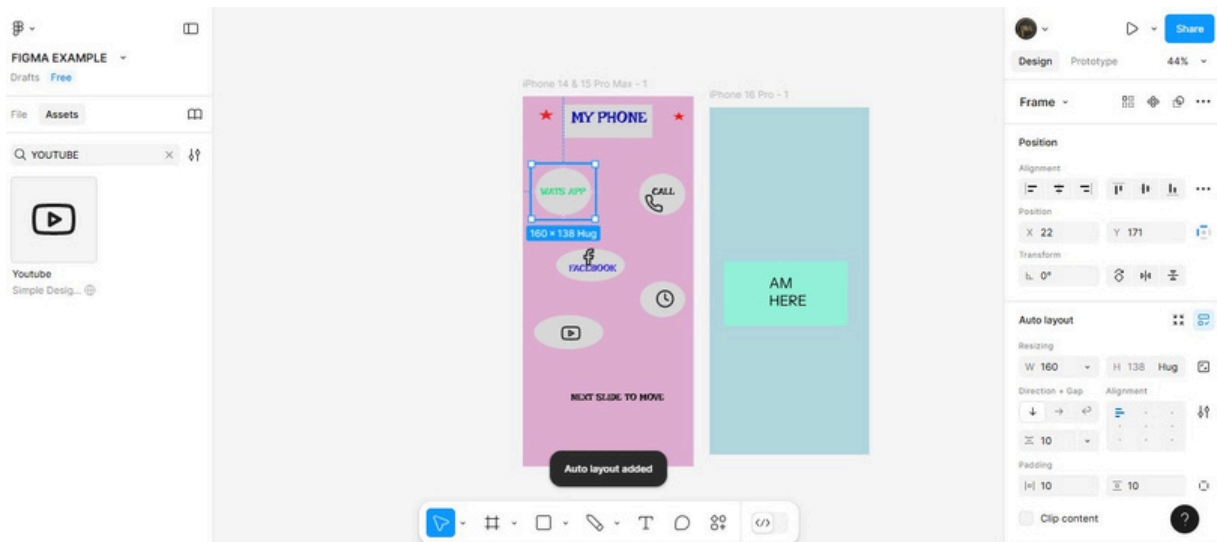 FIGMA EXAMPLE
Drafts Free
File Assets
YOUTUBE
Youtube
Simple Desig...
iPhone 14 & 15 Pro Max - 1
MY PHONE
WATS APP
CALL
160 × 138 Hug
FACEBOOK
NEXT SLIDE TO MOVE
Auto layout added
iPhone 16 Pro - 1
AM
HERE
Share
Design Prototype 44%
Frame
Position
Alignment
Position
X 22 Y 171
Transform
0°
Auto layout
Resizing
W 160 H 138 Hug
Direction + Gap Alignment
10
Padding
10 10
Clip content
?